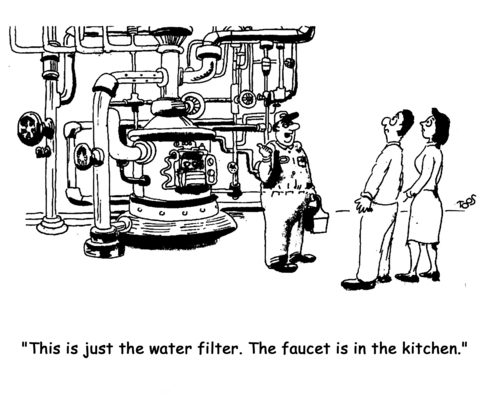 "This is just the water filter. The faucet is in the kitchen."